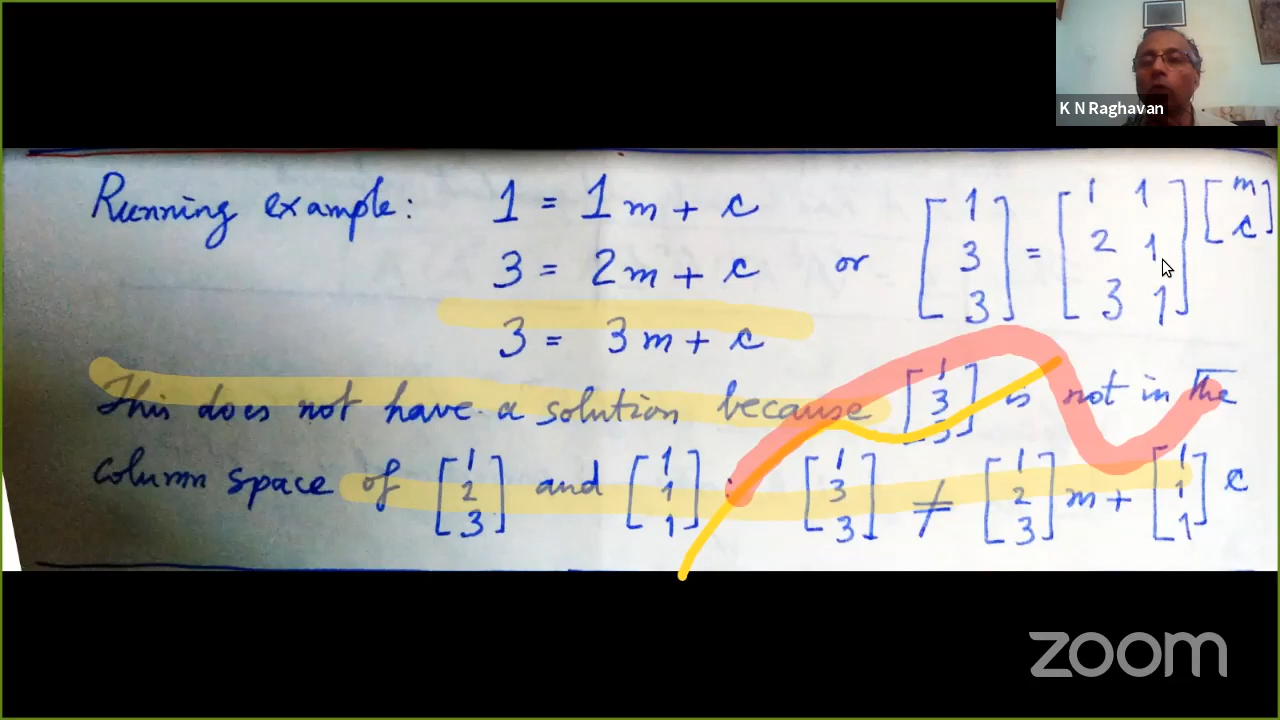 K N Raghavan
Running example: 1 = 1m + c
3 = 2m + c or [1 3 3] = [1 1 2 1 3 1] [m c]
3 = 3m + c
This does not have a solution because [1 3 3] is not in the
column space of [1 2 3] and [1 1 1] : [1 3 3] ≠ [1 2 3] m + [1 1 1] c
zoom